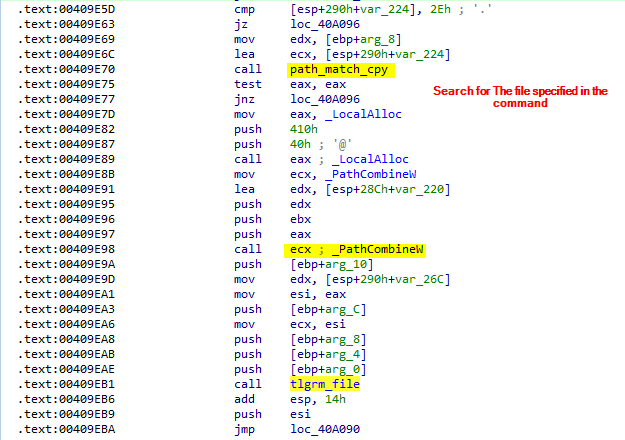 .text:00409E5D cmp [esp+290h+var_224], 2Eh ; '.'
.text:00409E63 jz loc_40A096
.text:00409E69 mov edx, [ebp+arg_8]
.text:00409E6C lea ecx, [esp+290h+var_224]
.text:00409E70 call path_match_cpy
.text:00409E75 test eax, eax
.text:00409E77 jnz loc_40A096
.text:00409E7D mov eax, _LocalAlloc
.text:00409E82 push 410h
.text:00409E87 push 40h ; '@'
.text:00409E89 call eax ; _LocalAlloc
.text:00409E8B mov ecx, _PathCombineW
.text:00409E91 lea edx, [esp+28Ch+var_220]
.text:00409E95 push edx
.text:00409E96 push ebx
.text:00409E97 push eax
.text:00409E98 call ecx ; _PathCombineW
.text:00409E9A push [ebp+arg_10]
.text:00409E9D mov edx, [esp+290h+var_26C]
.text:00409EA1 mov esi, eax
.text:00409EA3 push [ebp+arg_C]
.text:00409EA6 mov ecx, esi
.text:00409EA8 push [ebp+arg_8]
.text:00409EAB push [ebp+arg_4]
.text:00409EAE push [ebp+arg_0]
.text:00409EB1 call tlgrm_file
.text:00409EB6 add esp, 14h
.text:00409EB9 push esi
.text:00409EBA jmp loc_40A090
Search for The file specified in the
command